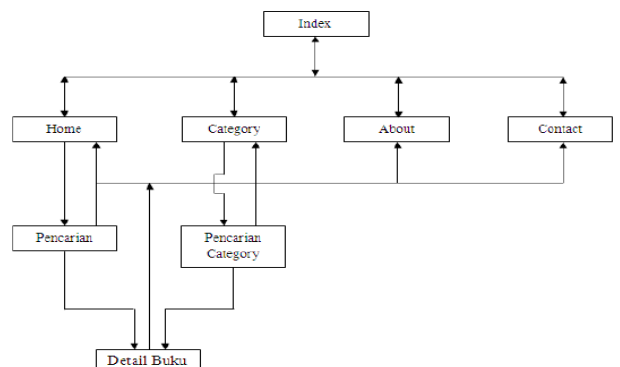 Index
Home
Category
About
Contact
Pencarian
Pencarian
Category
Detail Buku